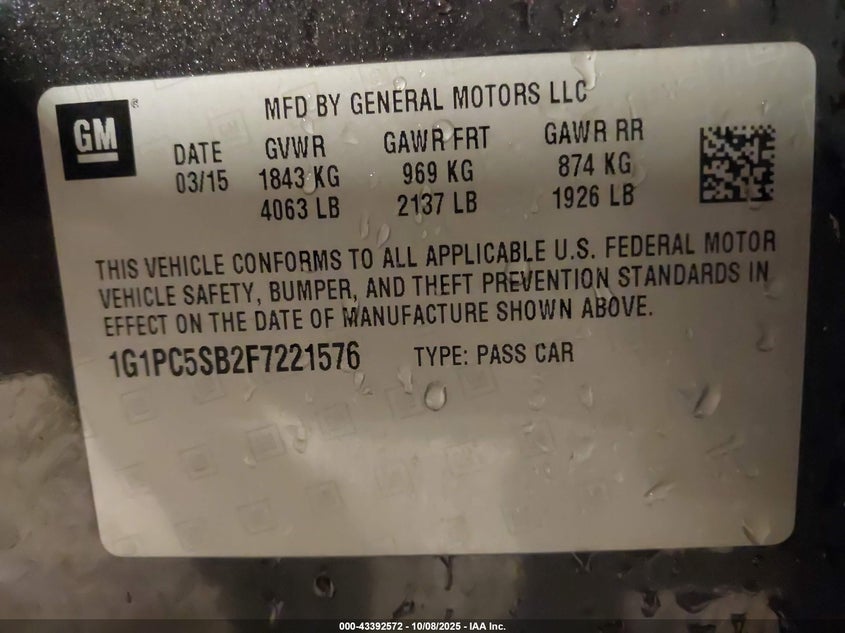 GM
MFD BY GENERAL MOTORS LLC
DATE GVWR GAWR FRT GAWR RR
03/15 1843 KG 969 KG 874 KG
4063 LB 2137 LB 1926 LB
THIS VEHICLE CONFORMS TO ALL APPLICABLE U.S. FEDERAL MOTOR
VEHICLE SAFETY, BUMPER, AND THEFT PREVENTION STANDARDS IN
EFFECT ON THE DATE OF MANUFACTURE SHOWN ABOVE.
1G1PC5SB2F7221576 TYPE: PASS CAR
000-43392572 - 10/08/2025 - IAA Inc.